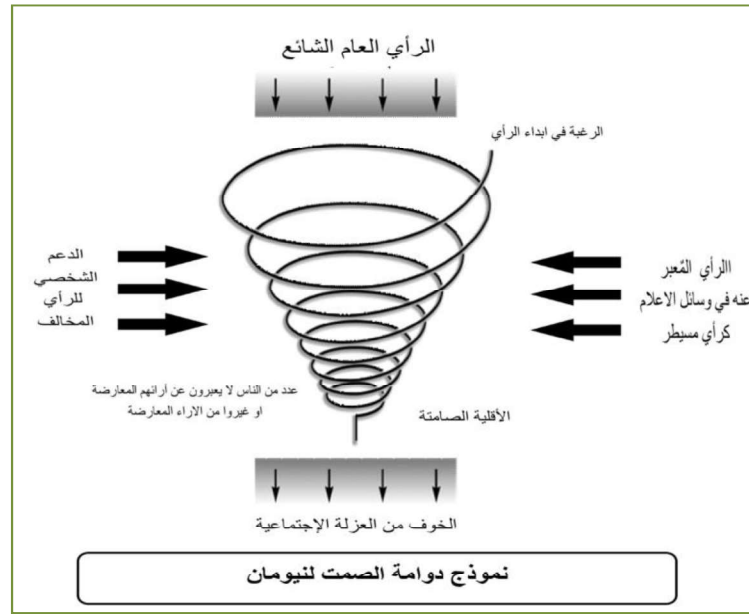 الرأي العام الشائع
الرغبة في ابداء الرأي
االرأي المٌعبر
عنه في وسائل الاعلام
كرأي مسيطر
الدعم
الشخصي
للرأي
المخالف
عدد من الناس لا يعبرون عن أرائهم المعارضة
او غيروا من الاراء المعارضة
الأقلية الصامتة
الخوف من العزلة الإجتماعية
نموذج دوامة الصمت لنيومان